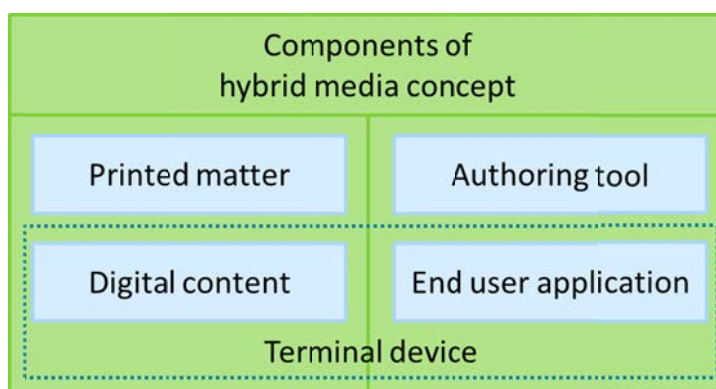 Components of
hybrid media concept
Printed matter
Authoring tool
Digital content
End user application
Terminal device